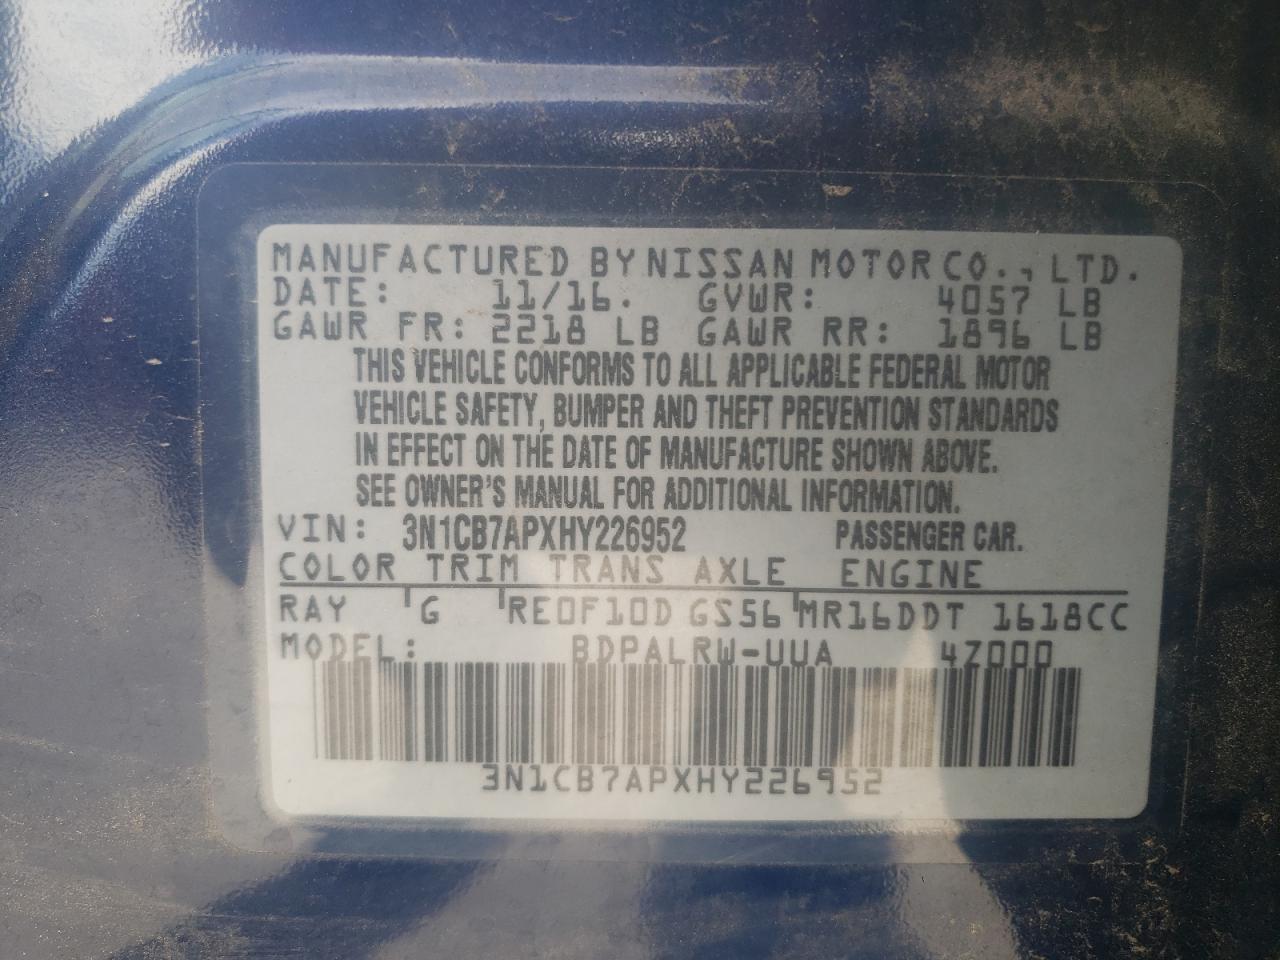 MANUFACTURED BY NISSAN MOTOR CO., LTD.
DATE: 11/16. GVWR: 4057 LB
GAWR FR: 2218 LB GAWR RR: 1896 LB
THIS VEHICLE CONFORMS TO ALL APPLICABLE FEDERAL MOTOR
VEHICLE SAFETY, BUMPER AND THEFT PREVENTION STANDARDS
IN EFFECT ON THE DATE OF MANUFACTURE SHOWN ABOVE.
SEE OWNER'S MANUAL FOR ADDITIONAL INFORMATION.
VIN: 3N1CB7APXHY226952 PASSENGER CAR.
COLOR TRIM TRANS AXLE ENGINE
RAY G RE0F10D GS56 MR16DDT 1618CC
MODEL: BDPALRW-UUA 4Z000
3N1CB7APXHY226952